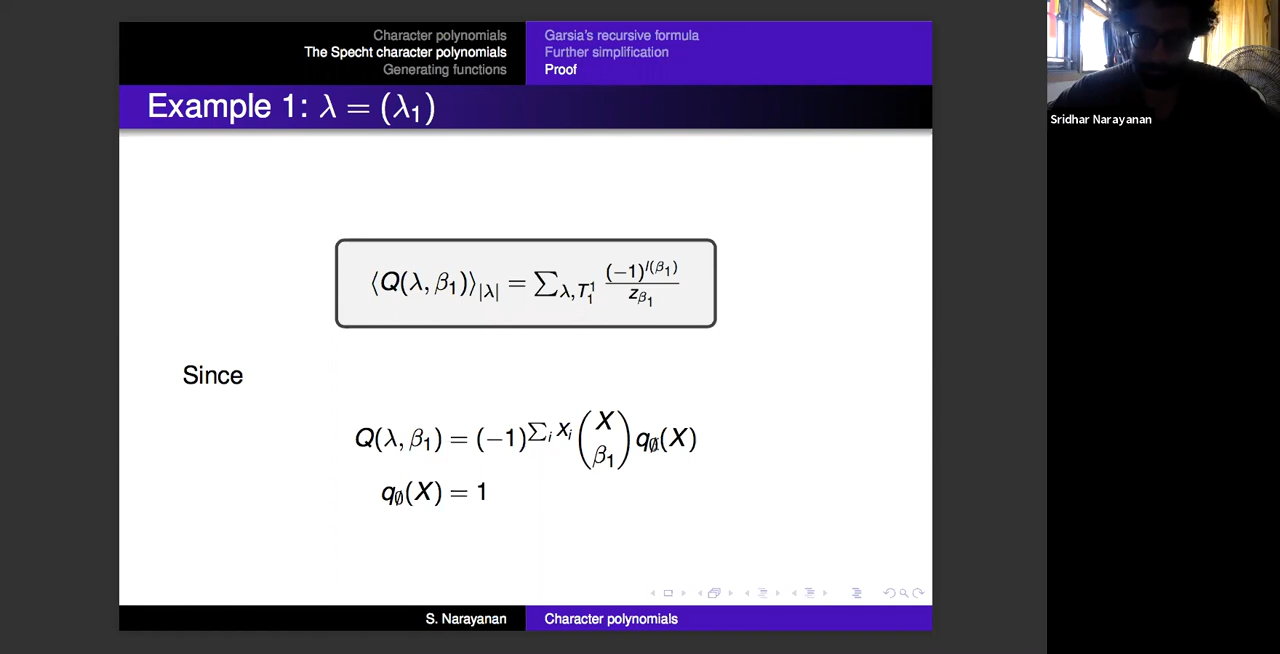 Character polynomials
The Specht character polynomials
Generating functions
Garsia's recursive formula
Further simplification
Proof
Example 1: λ = (λ₁)
⟨Q(λ, β₁)⟩_{|λ|} = ∑_{λ,T₁¹} (-1)^{l(β₁)} / z_{β₁}
Since
Q(λ, β₁) = (-1)^{∑ᵢ Xᵢ} (X β₁) q_∅(X)
q_∅(X) = 1
S. Narayanan
Character polynomials
Sridhar Narayanan